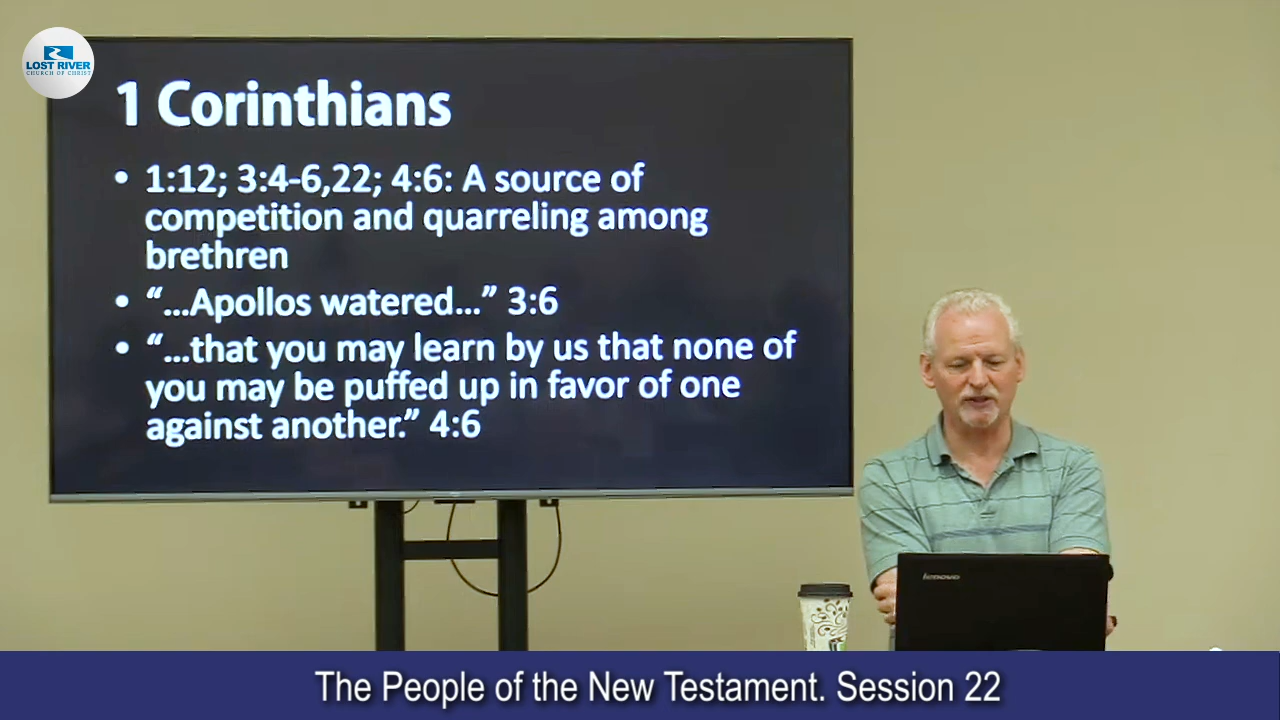 LOST RIVER
CHURCH OF CHRIST
1 Corinthians
• 1:12; 3:4-6,22; 4:6: A source of
competition and quarreling among
brethren
• “...Apollos watered...” 3:6
• “...that you may learn by us that none of
you may be puffed up in favor of one
against another.” 4:6
lenovo
The People of the New Testament. Session 22